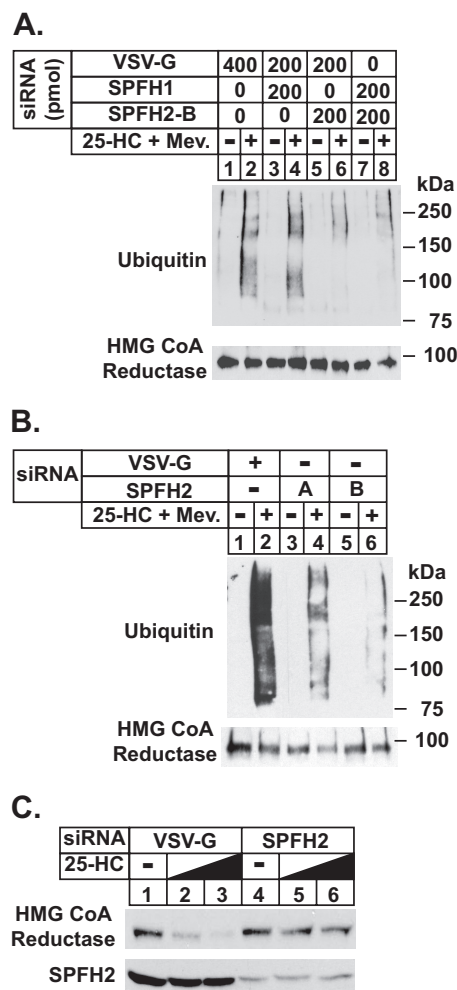 A.
siRNA (pmol)
VSV-G 400 200 200 0
SPFH1 0 200 0 200
SPFH2-B 0 0 200 200
25-HC + Mev. - + - + - + - +
1 2 3 4 5 6 7 8
kDa
Ubiquitin
250
150
100
75
HMG CoA Reductase
100
B.
siRNA
VSV-G + - -
SPFH2 - A B
25-HC + Mev. - + - + - +
1 2 3 4 5 6
kDa
Ubiquitin
250
150
100
75
HMG CoA Reductase
100
C.
siRNA VSV-G SPFH2
25-HC - -
1 2 3 4 5 6
HMG CoA Reductase
SPFH2